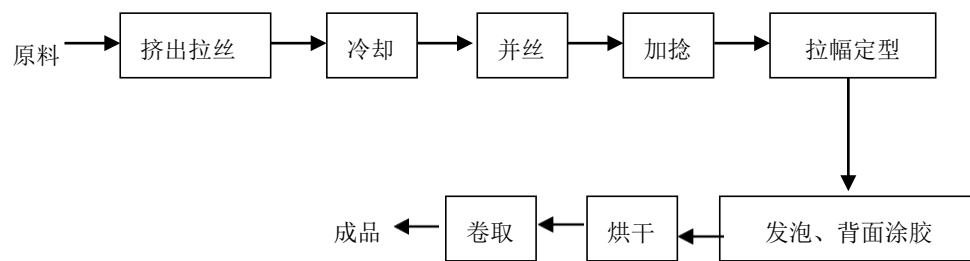 原料
挤出拉丝
冷却
并丝
加捻
拉幅定型
发泡、背面涂胶
烘干
卷取
成品